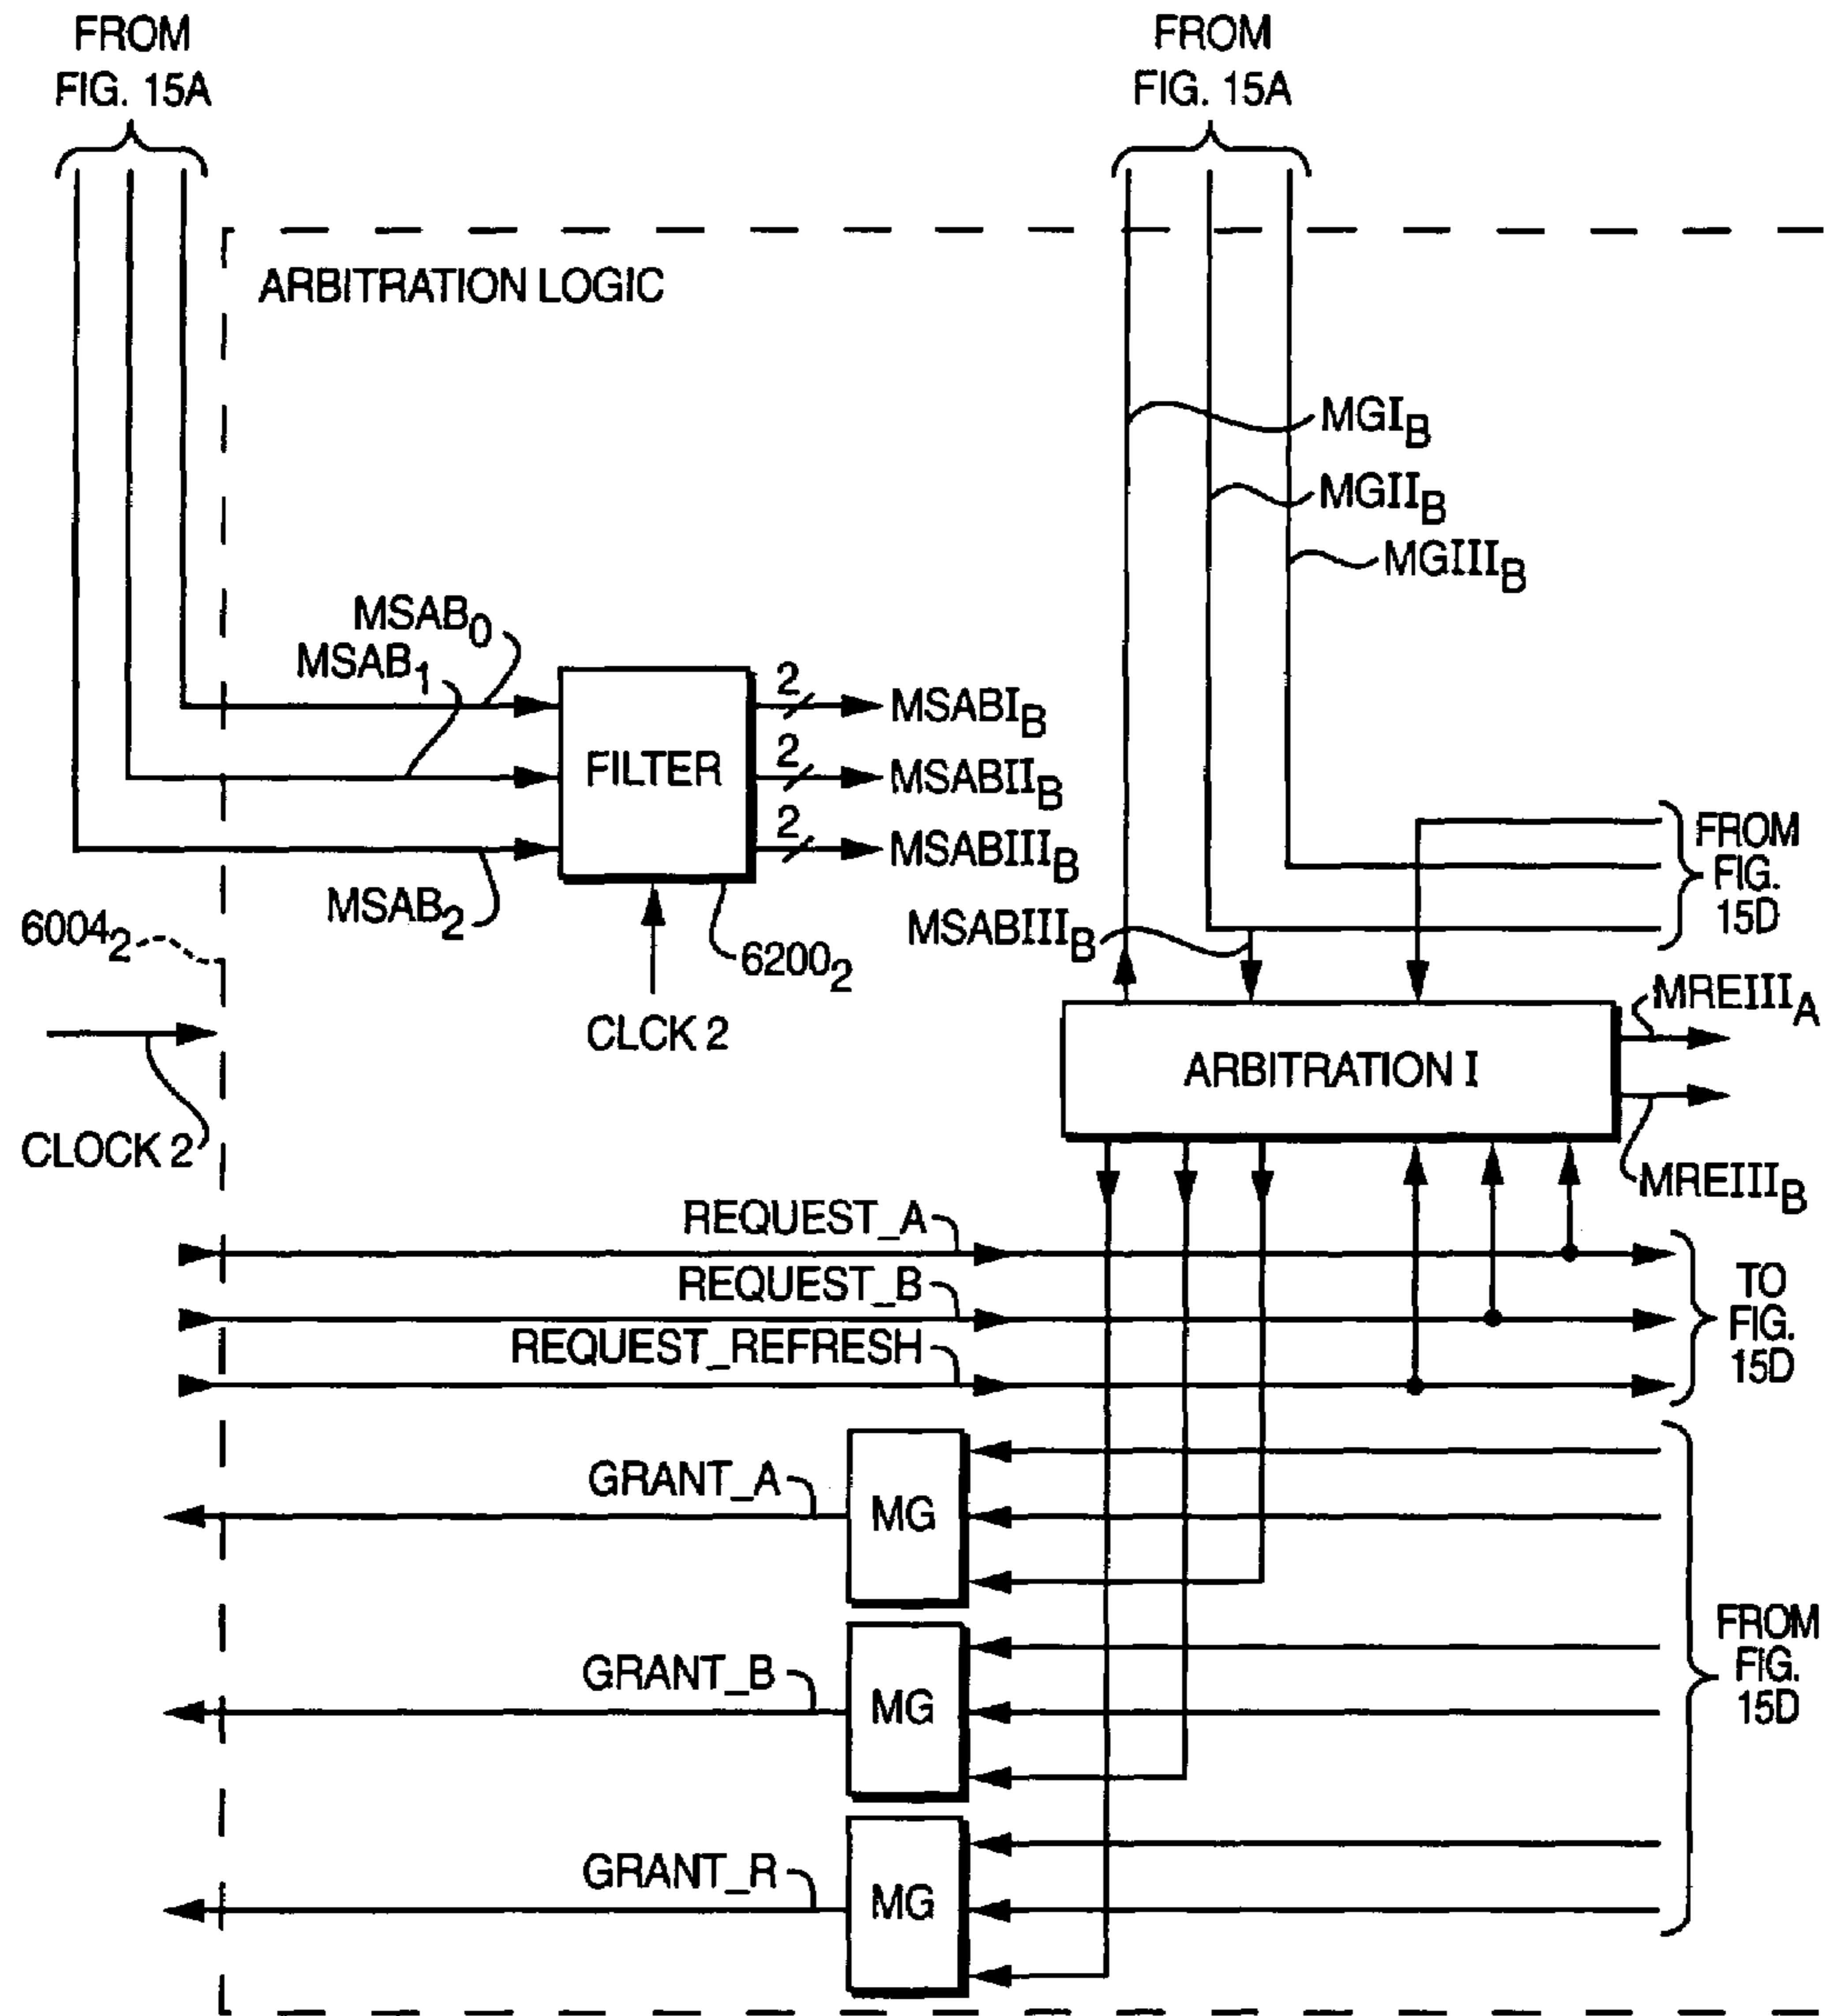 FROM
FIG. 15A
FROM
FIG. 15A
ARBITRATION LOGIC
MGI_B
MGII_B
MGIII_B
MSAB_0
MSAB_1
MSAB_2
FILTER
2
2
2
MSABI_B
MSABII_B
MSABIII_B
6200_2
CLCK 2
6004_2
CLOCK 2
FROM
FIG.
15D
MSABIII_B
ARBITRATION I
MREIII_A
MREIII_B
REQUEST_A
REQUEST_B
REQUEST_REFRESH
TO
FIG.
15D
GRANT_A
MG
GRANT_B
MG
GRANT_R
MG
FROM
FIG.
15D